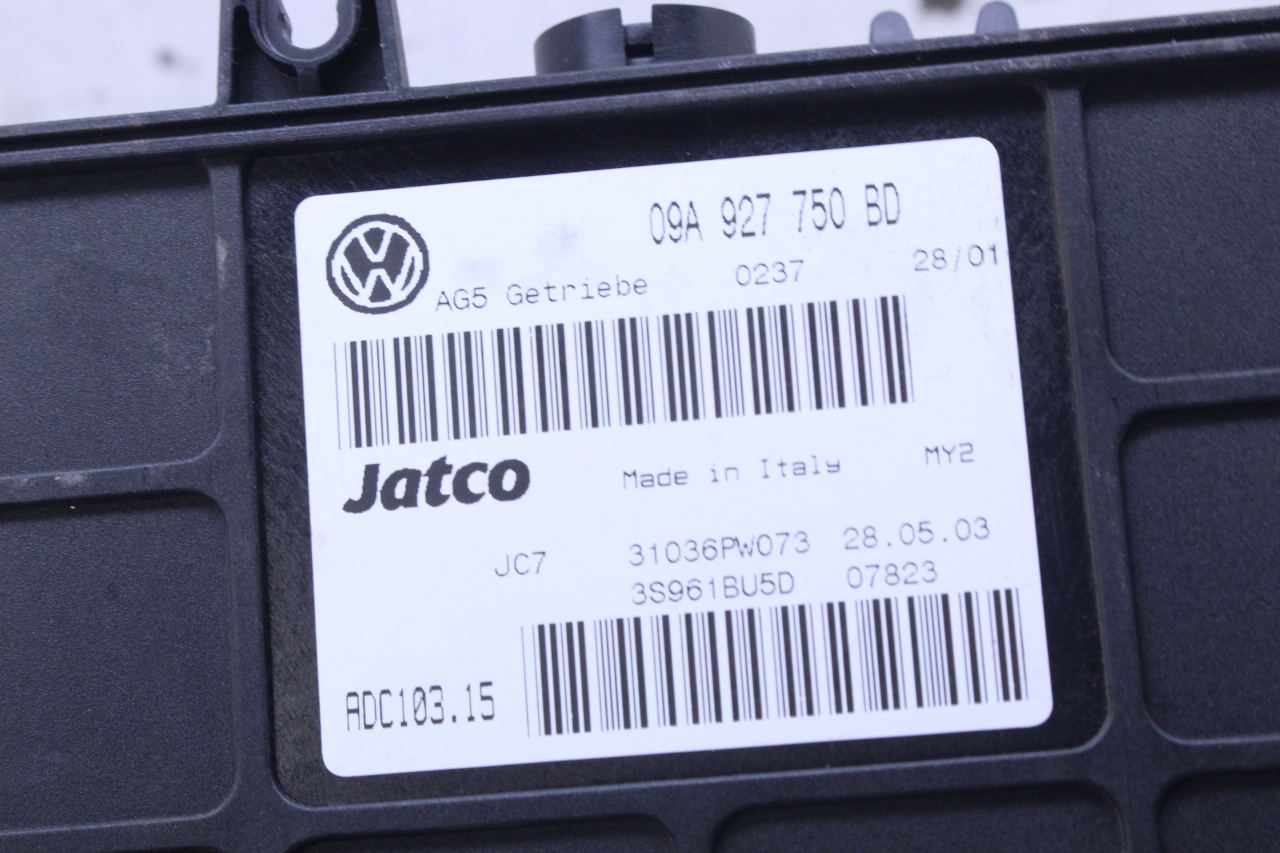 09A 927 750 BD
AG5 Getriebe 0237 28/01
Jatco Made in Italy MY2
JC7 31036PW073 28.05.03
3S961BU5D 07823
ADC103.15